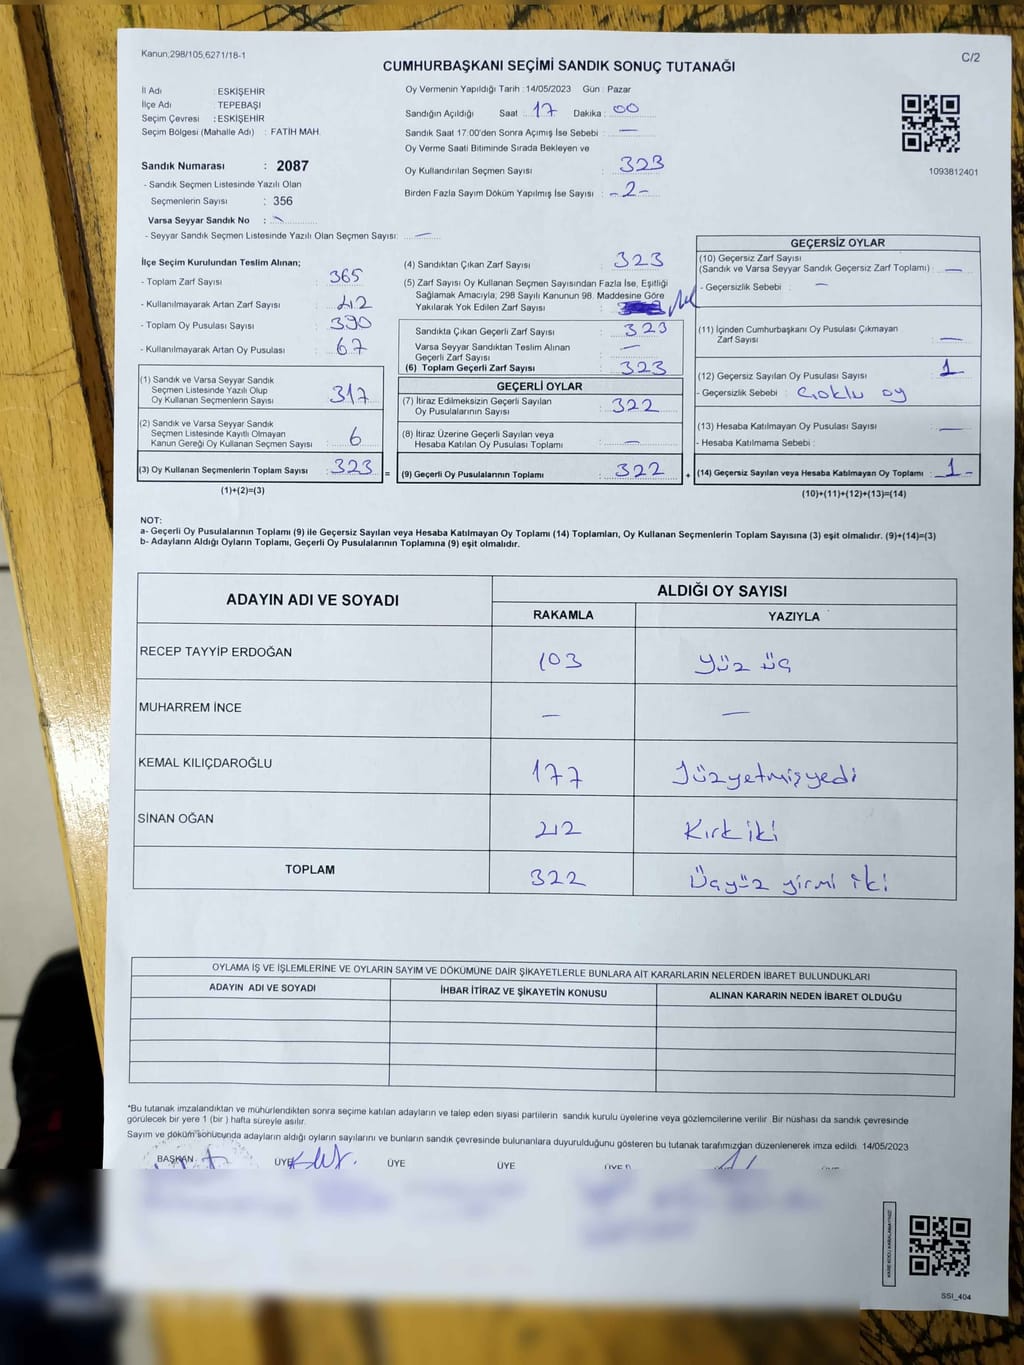 Kanun;298/105,6271/18-1
C/2
CUMHURBAŞKANI SEÇİMİ SANDIK SONUÇ TUTANAĞI
İl Adı : ESKİŞEHİR
İlçe Adı : TEPEBAŞI
Seçim Çevresi : ESKİŞEHİR
Seçim Bölgesi (Mahalle Adı) : FATİH MAH.
Sandık Numarası : 2087
- Sandık Seçmen Listesinde Yazılı Olan
Seçmenlerin Sayısı : 356
Varsa Seyyar Sandık No :
- Seyyar Sandık Seçmen Listesinde Yazılı Olan Seçmen Sayısı: —
Oy Vermenin Yapıldığı Tarih : 14/05/2023 Gün : Pazar
Sandığın Açıldığı Saat : 17 Dakika : 00
Sandık Saat 17.00'den Sonra Açımış İse Sebebi : —
Oy Verme Saati Bitiminde Sırada Bekleyen ve
Oy Kullandırılan Seçmen Sayısı : 323
Birden Fazla Sayım Döküm Yapılmış İse Sayısı : -2-
1093812401
İlçe Seçim Kurulundan Teslim Alınan;
- Toplam Zarf Sayısı : 365
- Kullanılmayarak Artan Zarf Sayısı : 42
- Toplam Oy Pusulası Sayısı : 390
- Kullanılmayarak Artan Oy Pusulası : 67
(1) Sandık ve Varsa Seyyar Sandık
Seçmen Listesinde Yazılı Olup
Oy Kullanan Seçmenlerin Sayısı : 317
(2) Sandık ve Varsa Seyyar Sandık
Seçmen Listesinde Kayıtlı Olmayan
Kanun Gereği Oy Kullanan Seçmen Sayısı : 6
(3) Oy Kullanan Seçmenlerin Toplam Sayısı : 323 =
(1)+(2)=(3)
(4) Sandıktan Çıkan Zarf Sayısı : 323
(5) Zarf Sayısı Oy Kullanan Seçmen Sayısından Fazla İse, Eşitliği
Sağlamak Amacıyla, 298 Sayılı Kanunun 98. Maddesine Göre
Yakılarak Yok Edilen Zarf Sayısı :
Sandıkta Çıkan Geçerli Zarf Sayısı : 323
Varsa Seyyar Sandıktan Teslim Alınan
Geçerli Zarf Sayısı : —
(6) Toplam Geçerli Zarf Sayısı : 323
GEÇERLİ OYLAR
(7) İtiraz Edilmeksizin Geçerli Sayılan
Oy Pusulalarının Sayısı : 322
(8) İtiraz Üzerine Geçerli Sayılan veya
Hesaba Katılan Oy Pusulası Toplamı : —
(9) Geçerli Oy Pusulalarının Toplamı : 322 +
GEÇERSİZ OYLAR
(10) Geçersiz Zarf Sayısı
(Sandık ve Varsa Seyyar Sandık Geçersiz Zarf Toplamı) : —
- Geçersizlik Sebebi : —
(11) İçinden Cumhurbaşkanı Oy Pusulası Çıkmayan
Zarf Sayısı : —
(12) Geçersiz Sayılan Oy Pusulası Sayısı : 1
- Geçersizlik Sebebi : Çoklu oy
(13) Hesaba Katılmayan Oy Pusulası Sayısı : —
- Hesaba Katılmama Sebebi :
(14) Geçersiz Sayılan veya Hesaba Katılmayan Oy Toplamı : 1-
(10)+(11)+(12)+(13)=(14)
NOT:
a- Geçerli Oy Pusulalarının Toplamı (9) ile Geçersiz Sayılan veya Hesaba Katılmayan Oy Toplamı (14) Toplamları, Oy Kullanan Seçmenlerin Toplam Sayısına (3) eşit olmalıdır. (9)+(14)=(3)
b- Adayların Aldığı Oyların Toplamı, Geçerli Oy Pusulalarının Toplamına (9) eşit olmalıdır.
ADAYIN ADI VE SOYADI ALDIĞI OY SAYISI
RAKAMLA YAZIYLA
RECEP TAYYİP ERDOĞAN 103 Yüz üç
MUHARREM İNCE — —
KEMAL KILIÇDAROĞLU 177 Yüzyetmişyedi
SİNAN OĞAN 42 Kırk iki
TOPLAM 322 Üçyüz yirmi iki
OYLAMA İŞ VE İŞLEMLERİNE VE OYLARIN SAYIM VE DÖKÜMÜNE DAİR ŞİKAYETLERLE BUNLARA AİT KARARLARIN NELERDEN İBARET BULUNDUKLARI
ADAYIN ADI VE SOYADI İHBAR İTİRAZ VE ŞİKAYETİN KONUSU ALINAN KARARIN NEDEN İBARET OLDUĞU
*Bu tutanak imzalandıktan ve mühürlendikten sonra seçime katılan adayların ve talep eden siyasi partilerin sandık kurulu üyelerine veya gözlemcilerine verilir. Bir nüshası da sandık çevresinde
görülecek bir yere 1 (bir ) hafta süreyle asılır.
Sayım ve döküm sonucunda adayların aldığı oyların sayılarını ve bunların sandık çevresinde bulunanlara duyurulduğunu gösteren bu tutanak tarafımızdan düzenlenerek imza edildi. 14/05/2023
BAŞKAN ÜYE ÜYE ÜYE
SSI_404